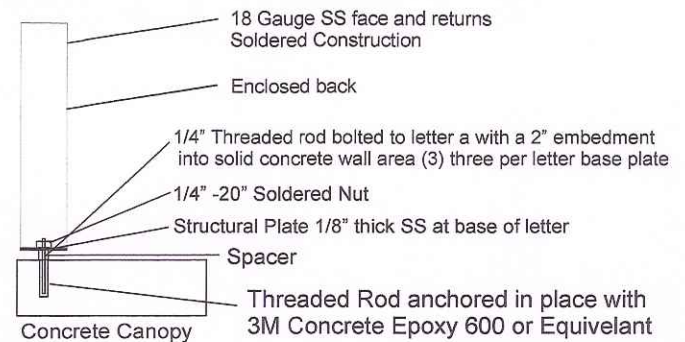 18 Gauge SS face and returns
Soldered Construction
Enclosed back
1/4" Threaded rod bolted to letter a with a 2" embedment
into solid concrete wall area (3) three per letter base plate
1/4" -20" Soldered Nut
Structural Plate 1/8" thick SS at base of letter
Spacer
Threaded Rod anchored in place with
3M Concrete Epoxy 600 or Equivelant
Concrete Canopy